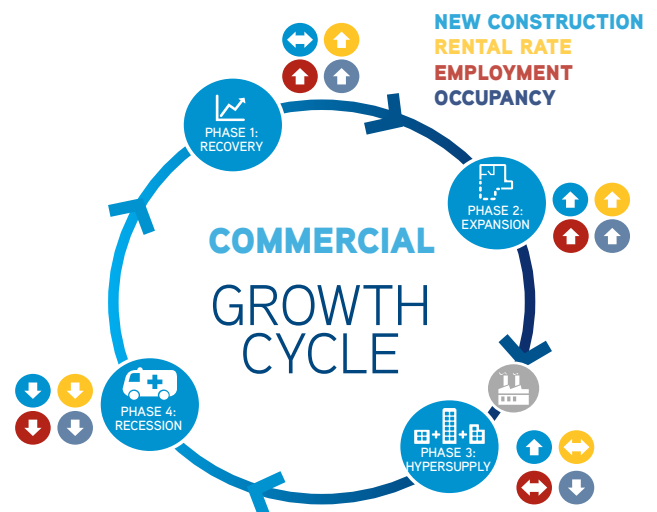 NEW CONSTRUCTION
RENTAL RATE
EMPLOYMENT
OCCUPANCY
PHASE 1:
RECOVERY
PHASE 2:
EXPANSION
COMMERCIAL
GROWTH
CYCLE
PHASE 4:
RECESSION
PHASE 3:
HYPERSUPPLY